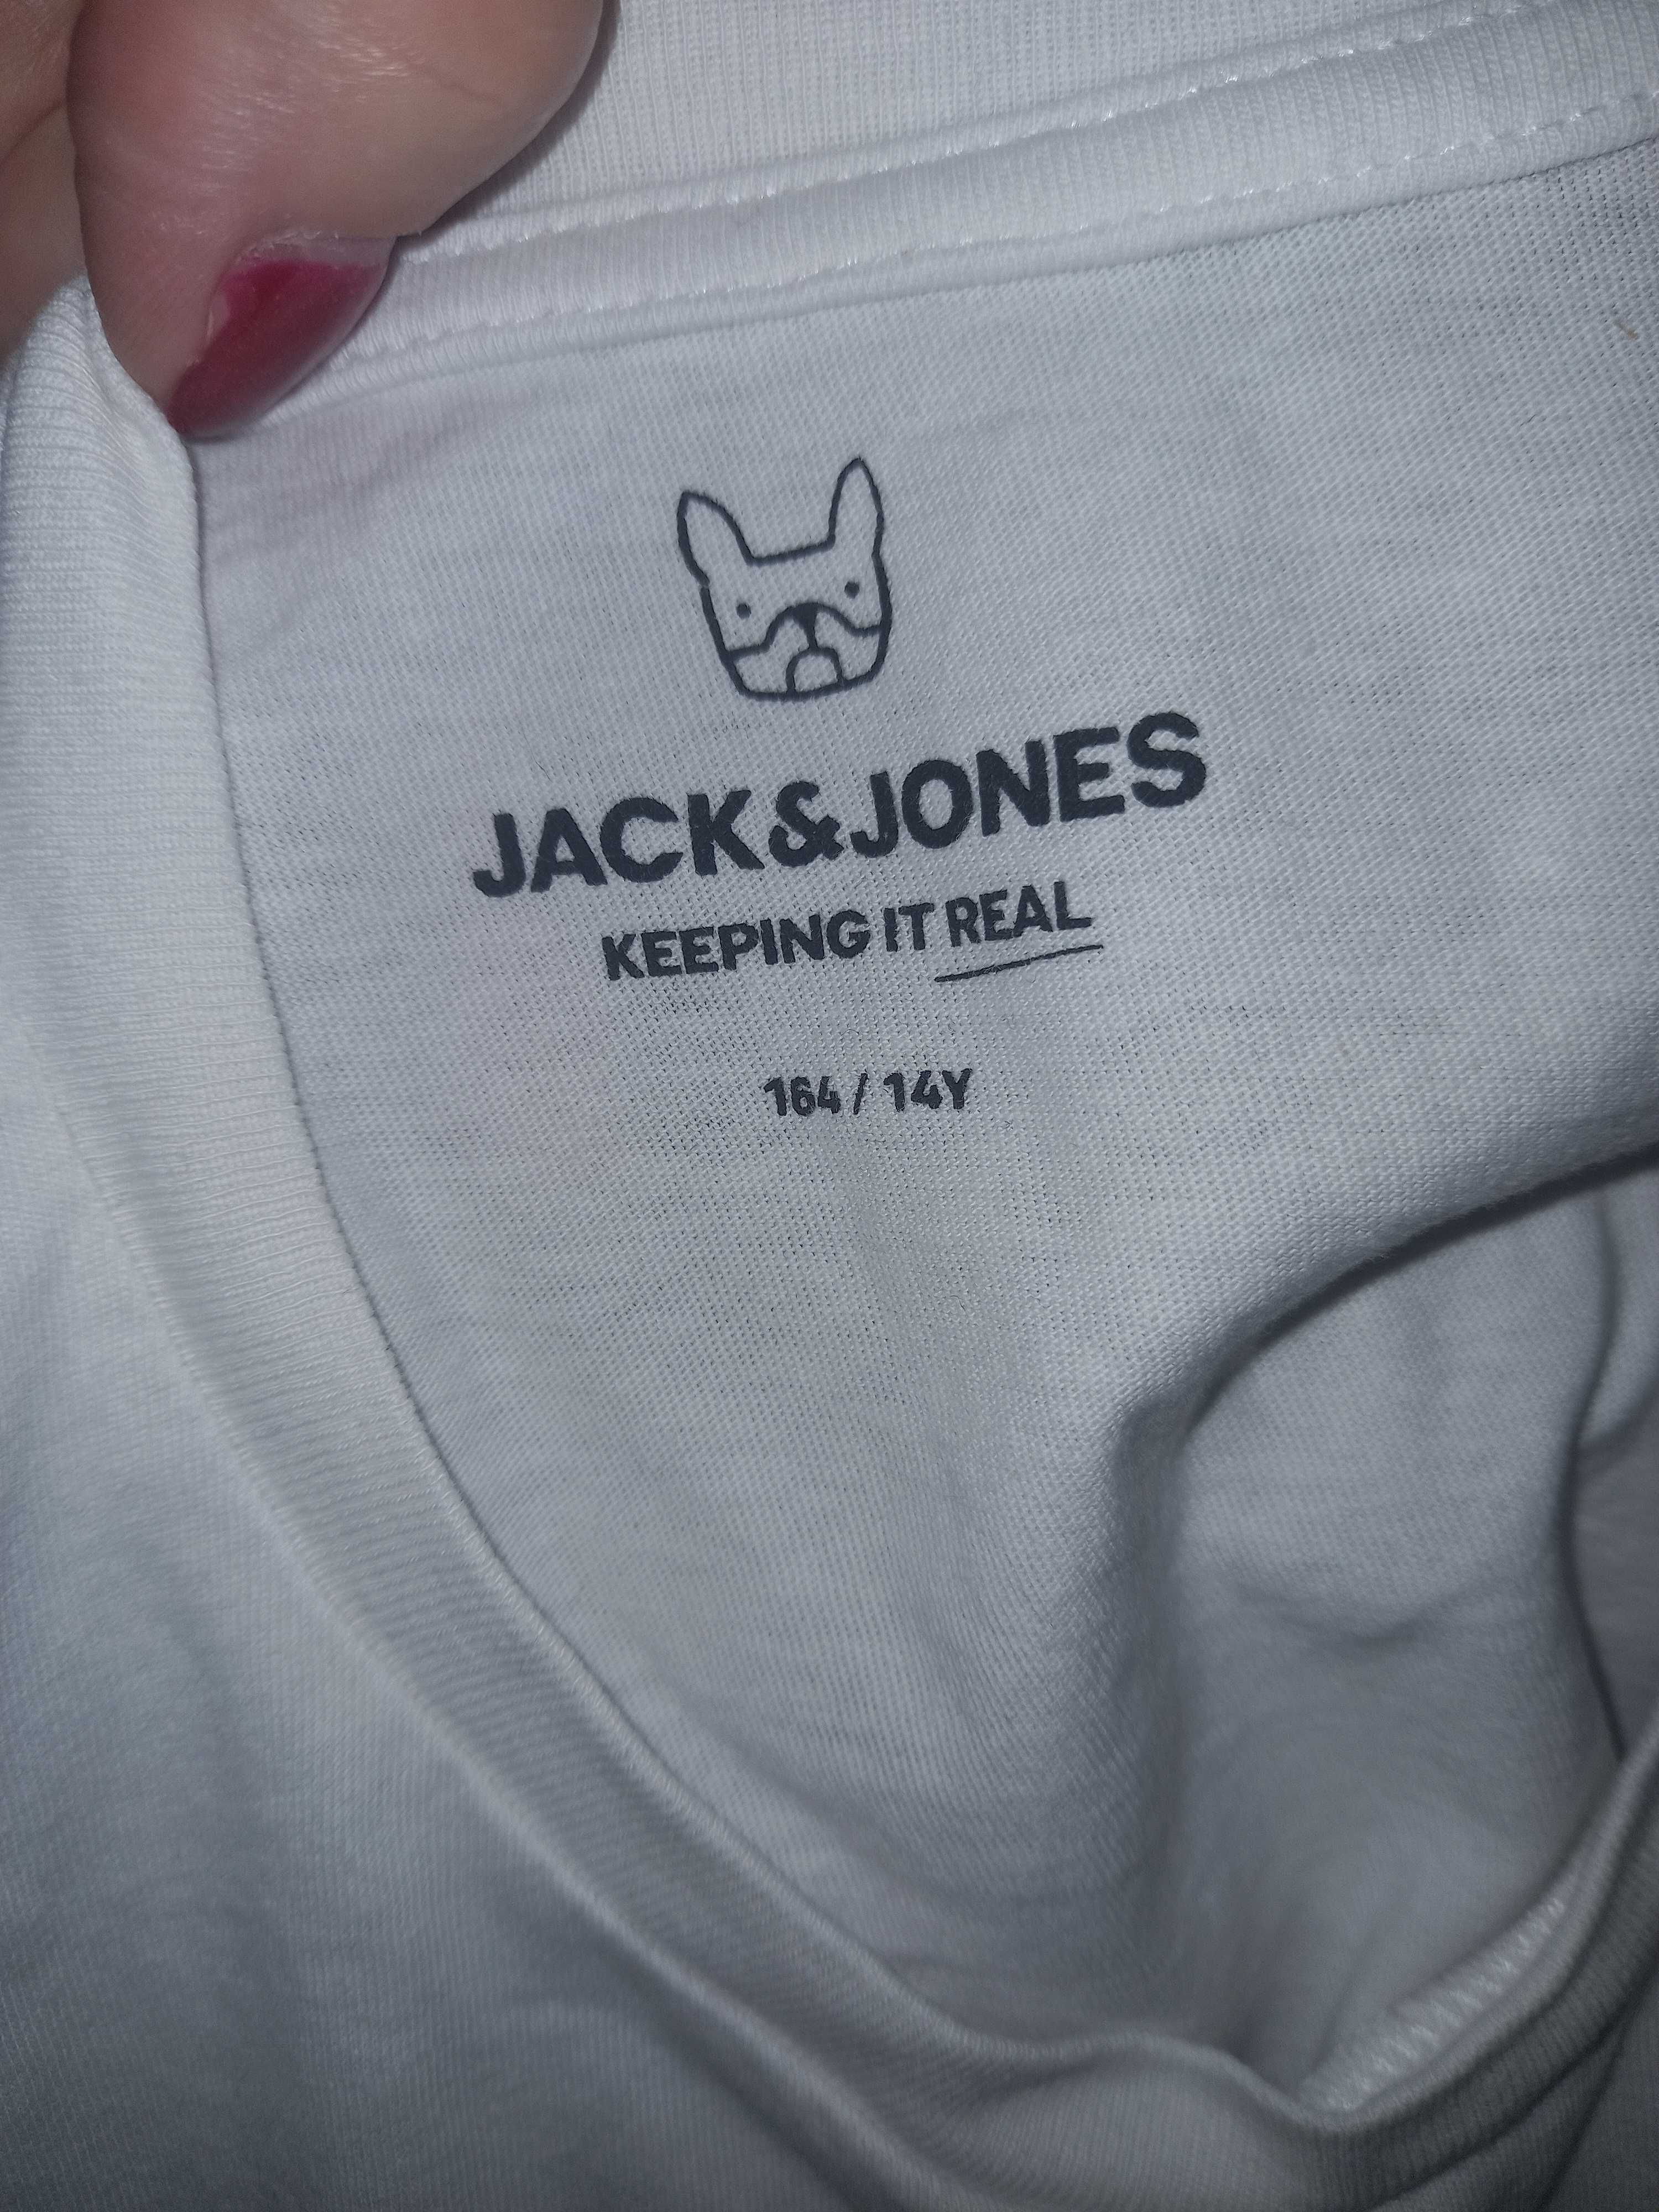 JACK&JONES
KEEPING IT REAL
164 / 14Y